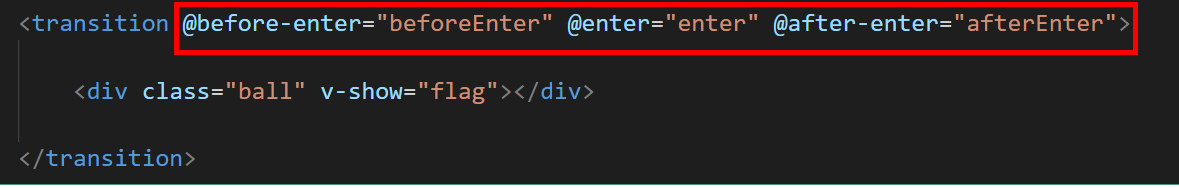 <transition @before-enter="beforeEnter" @enter="enter" @after-enter="afterEnter">
<div class="ball" v-show="flag"></div>
</transition>